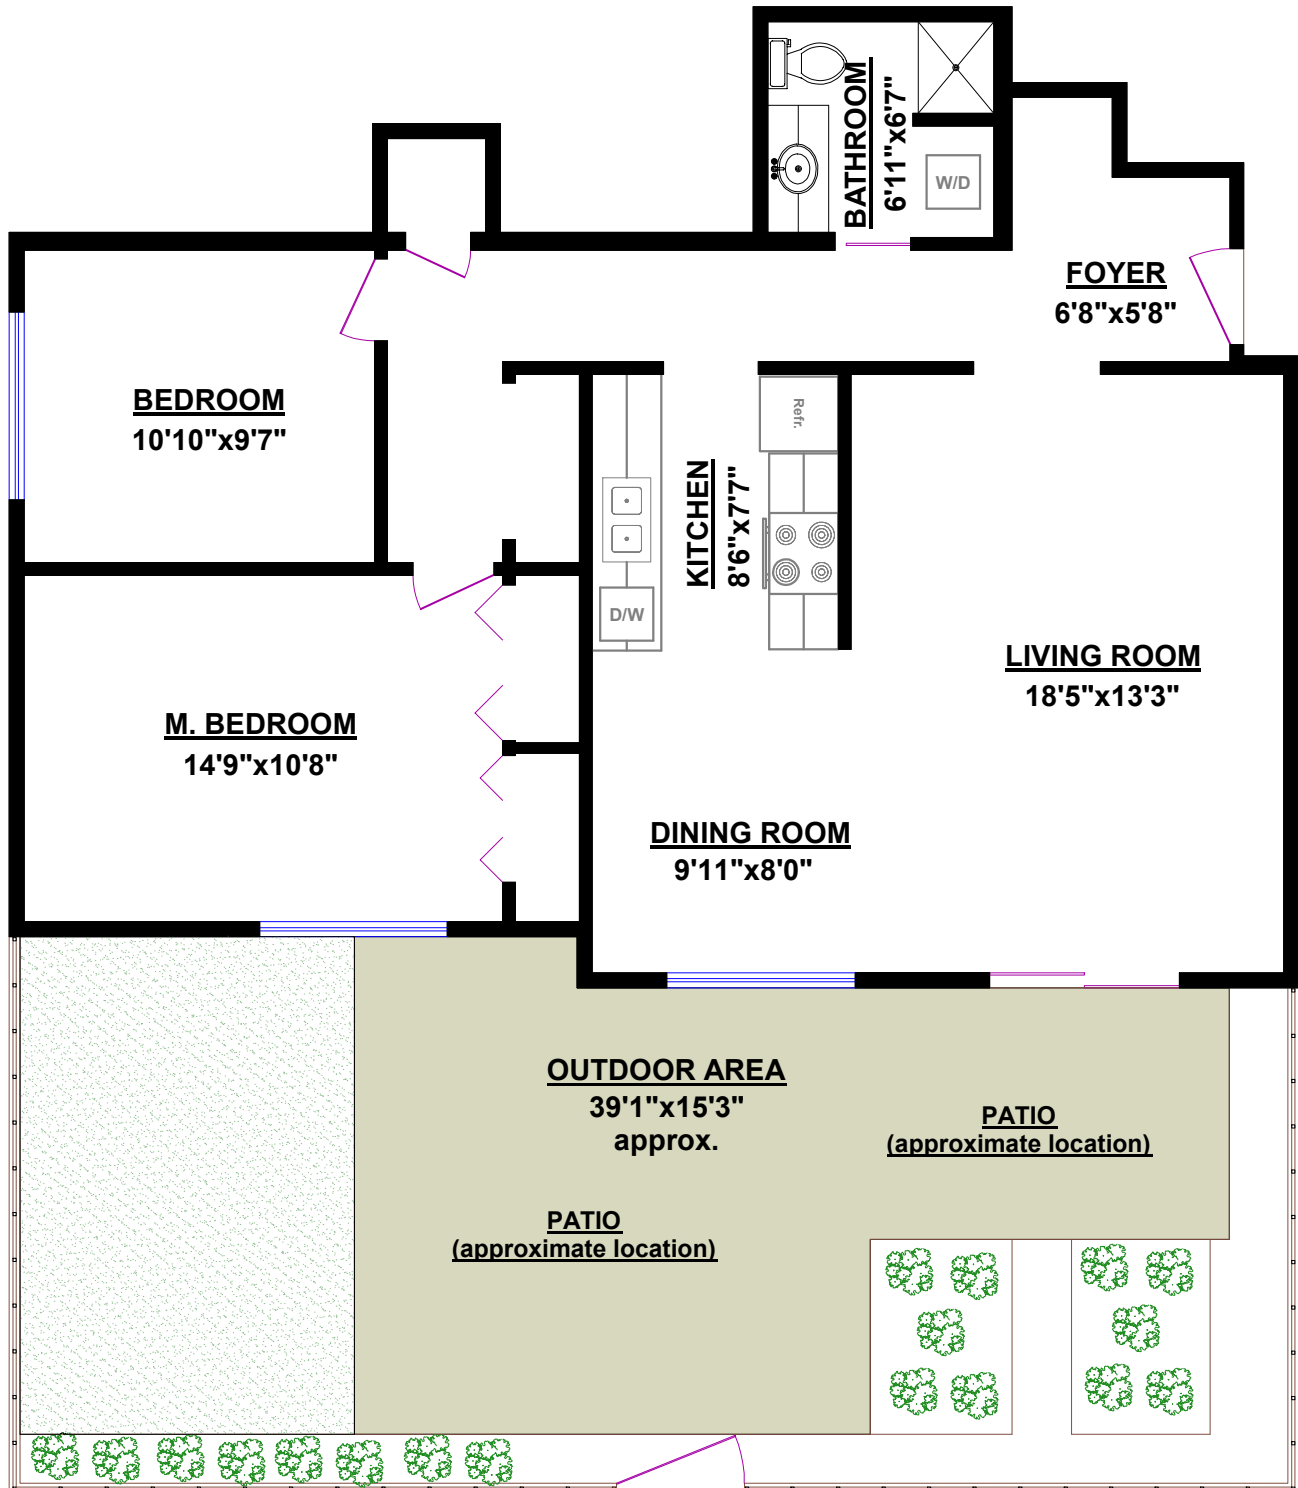 BATHROOM
6'11"x6'7"
W/D
FOYER
6'8"x5'8"
BEDROOM
10'10"x9'7"
Refr.
KITCHEN
8'6"x7'7"
D/W
LIVING ROOM
18'5"x13'3"
M. BEDROOM
14'9"x10'8"
DINING ROOM
9'11"x8'0"
OUTDOOR AREA
39'1"x15'3"
approx.
PATIO
(approximate location)
PATIO
(approximate location)